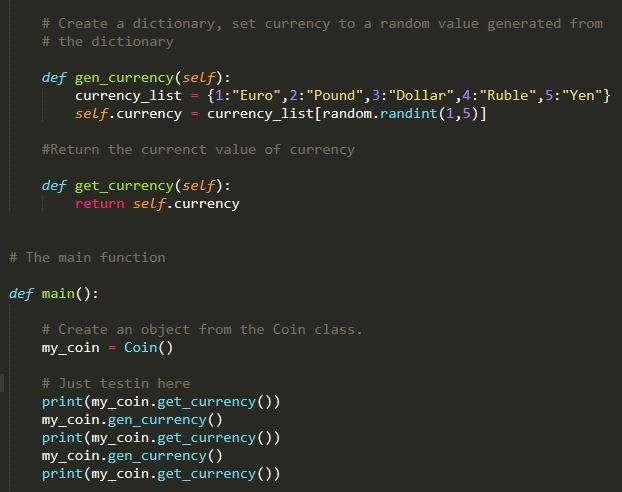 # Create a dictionary, set currency to a random value generated from
# the dictionary
def gen_currency(self):
currency_list = {1:"Euro",2:"Pound",3:"Dollar",4:"Ruble",5:"Yen"}
self.currency = currency_list[random.randint(1,5)]
#Return the currenct value of currency
def get_currency(self):
return self.currency
# The main function
def main():
# Create an object from the Coin class.
my_coin = Coin()
# Just testin here
print(my_coin.get_currency())
my_coin.gen_currency()
print(my_coin.get_currency())
my_coin.gen_currency()
print(my_coin.get_currency())